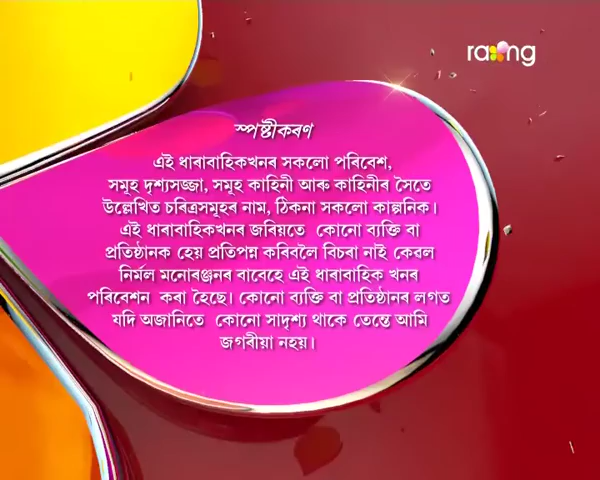 rang
স্পষ্টীকৰণ
এই ধাৰাবাহিকখনৰ সকলো পৰিবেশ,
সমূহ দৃশ্যসজ্জা, সমূহ কাহিনী আৰু কাহিনীৰ সৈতে
উল্লেখিত চৰিত্ৰসমূহৰ নাম, ঠিকনা সকলো কাল্পনিক।
এই ধাৰাবাহিকখনৰ জৰিয়তে কোনো ব্যক্তি বা
প্ৰতিষ্ঠানক হেয় প্ৰতিপন্ন কৰিবলৈ বিচৰা নাই কেৱল
নিৰ্মল মনোৰঞ্জনৰ বাবেহে এই ধাৰাবাহিক খনৰ
পৰিবেশন কৰা হৈছে। কোনো ব্যক্তি বা প্ৰতিষ্ঠানৰ লগত
যদি অজানিতে কোনো সাদৃশ্য থাকে তেন্তে আমি
জগৰীয়া নহয়।